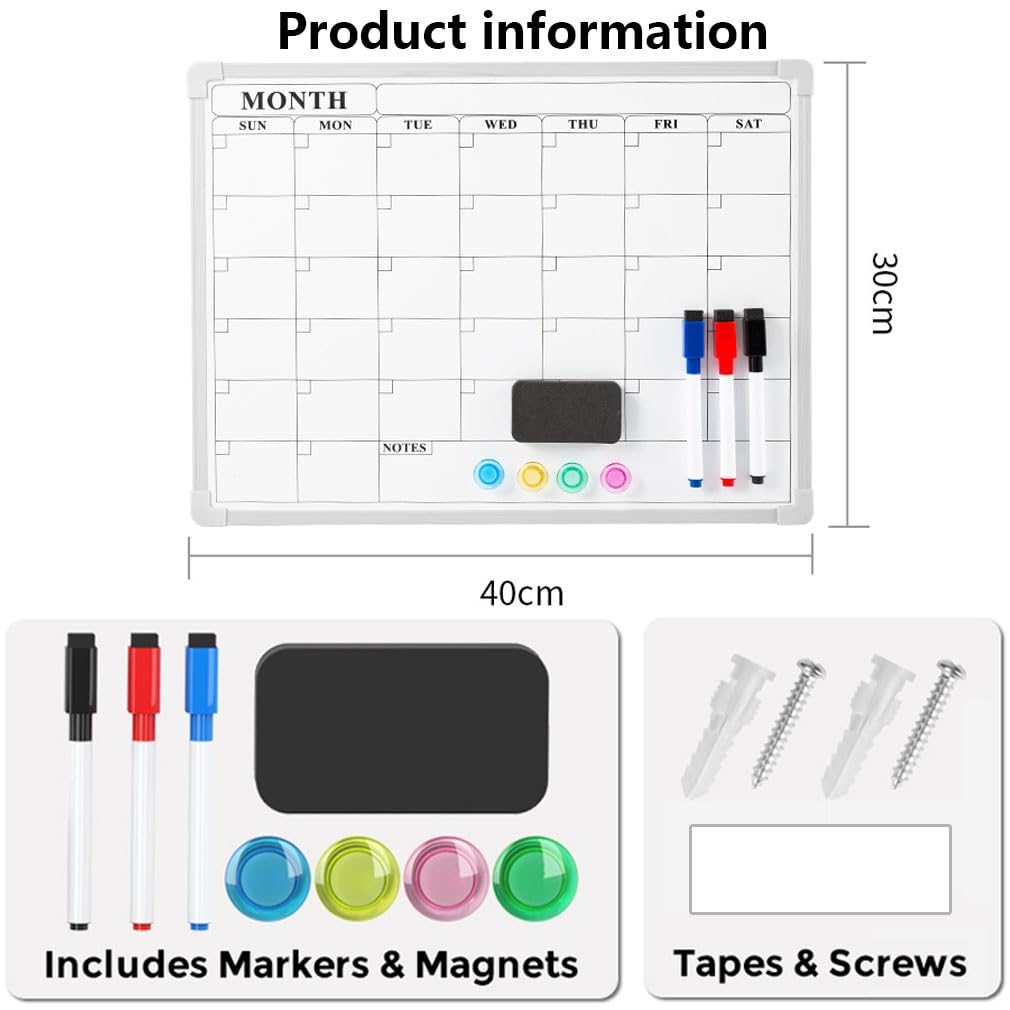 Product information
MONTH
SUN MON TUE WED THU FRI SAT
30cm
NOTES
40cm
Includes Markers & Magnets
Tapes & Screws